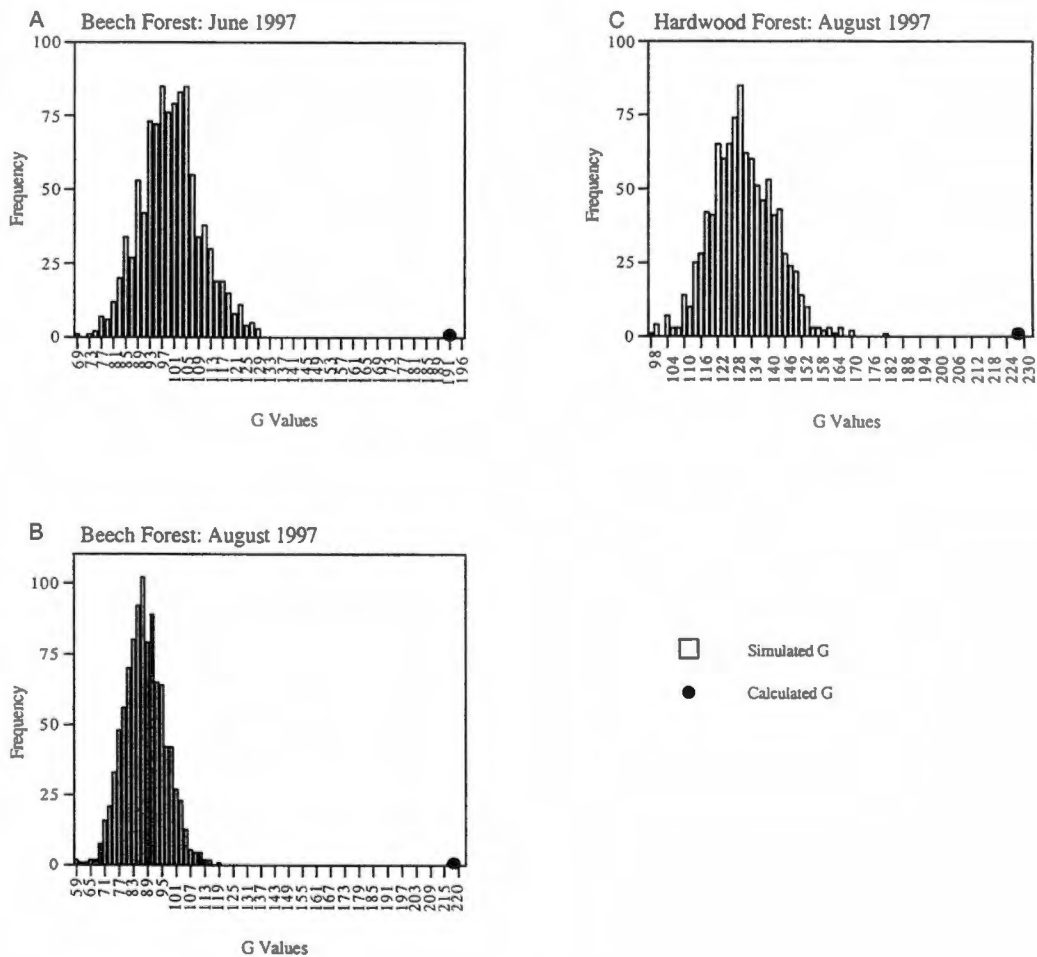 A
Beech Forest: June 1997
100
75
50
25
0
Frequency
69 73 77 81 85 89 93 97 101 105 109 113 117 121 125 129 133 137 141 145 149 153 157 161 165 169 173 177 181 185 189 191 196
G Values
C
Hardwood Forest: August 1997
100
75
50
25
0
Frequency
98 104 110 116 122 128 134 140 146 152 158 164 170 176 182 188 194 200 206 212 218 224 230
G Values
B
Beech Forest: August 1997
100
75
50
25
0
Frequency
59 65 71 77 83 89 95 101 107 113 119 125 131 137 143 149 155 161 167 173 179 185 191 197 203 209 215 220
G Values
Simulated G
Calculated G